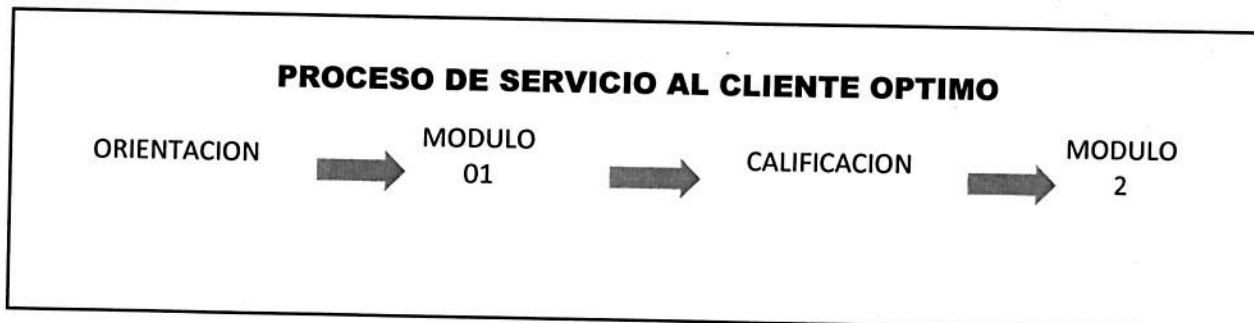 PROCESO DE SERVICIO AL CLIENTE OPTIMO
ORIENTACION
MODULO
01
CALIFICACION
MODULO
2